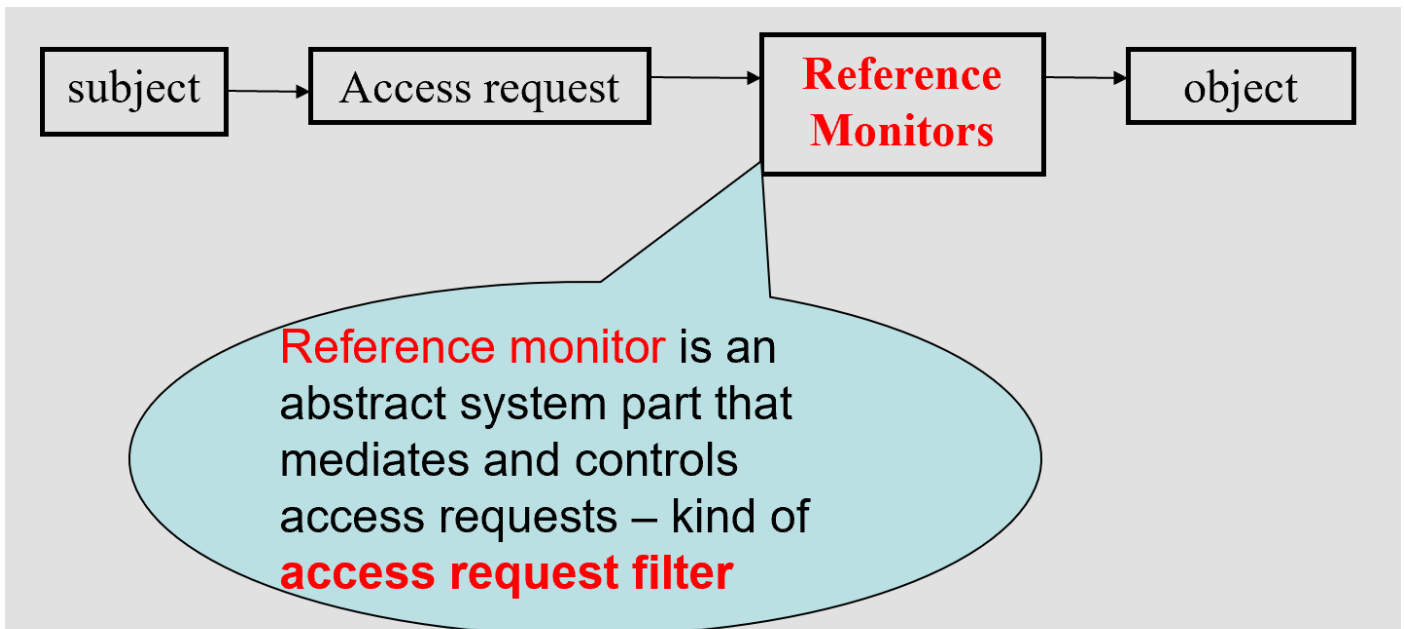 subject
Access request
Reference
Monitors
object
Reference monitor is an
abstract system part that
mediates and controls
access requests – kind of
access request filter